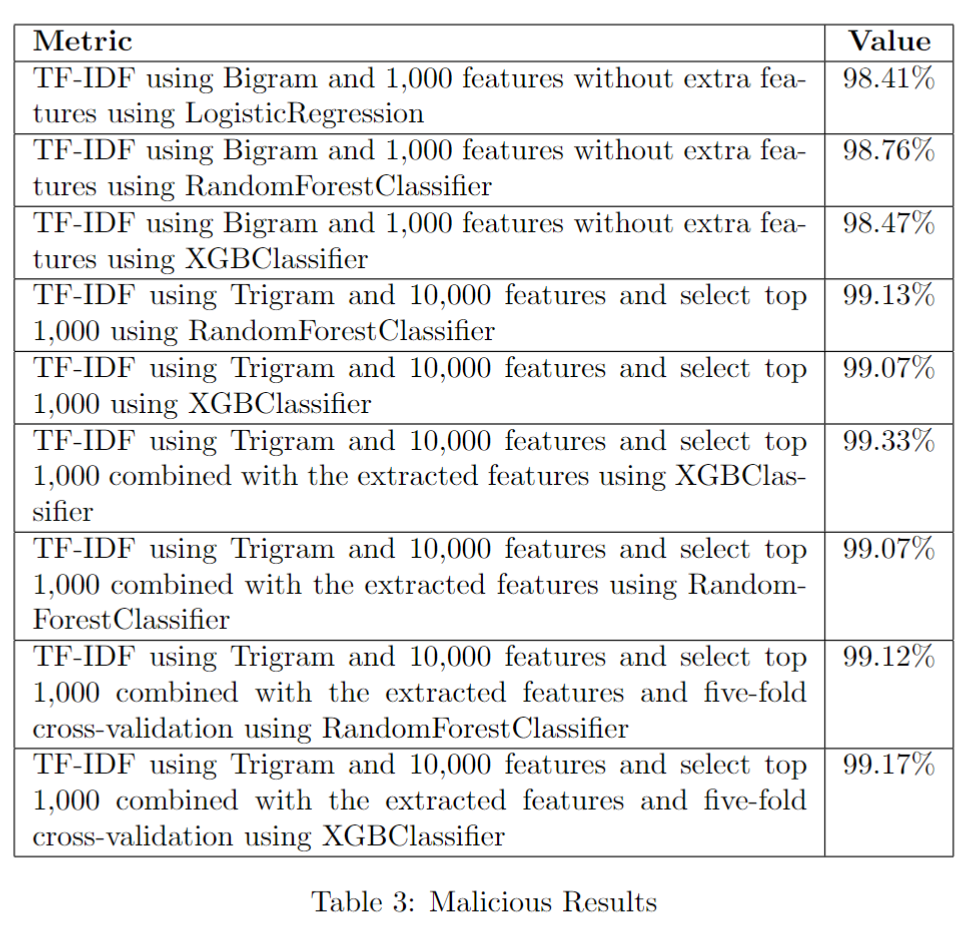 Metric Value
TF-IDF using Bigram and 1,000 features without extra fea- 98.41%
tures using LogisticRegression
TF-IDF using Bigram and 1,000 features without extra fea- 98.76%
tures using RandomForestClassifier
TF-IDF using Bigram and 1,000 features without extra fea- 98.47%
tures using XGBClassifier
TF-IDF using Trigram and 10,000 features and select top 99.13%
1,000 using RandomForestClassifier
TF-IDF using Trigram and 10,000 features and select top 99.07%
1,000 using XGBClassifier
TF-IDF using Trigram and 10,000 features and select top 99.33%
1,000 combined with the extracted features using XGBClas-
sifier
TF-IDF using Trigram and 10,000 features and select top 99.07%
1,000 combined with the extracted features using Random-
ForestClassifier
TF-IDF using Trigram and 10,000 features and select top 99.12%
1,000 combined with the extracted features and five-fold
cross-validation using RandomForestClassifier
TF-IDF using Trigram and 10,000 features and select top 99.17%
1,000 combined with the extracted features and five-fold
cross-validation using XGBClassifier
Table 3: Malicious Results